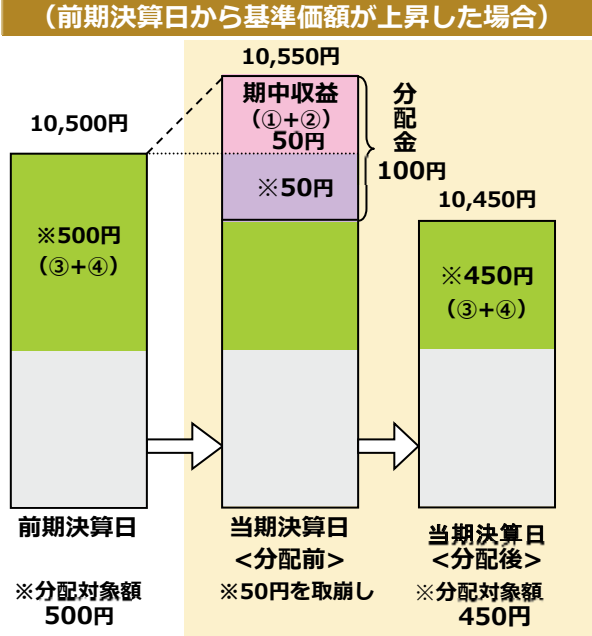 （前期決算日から基準価額が上昇した場合）
10,500円
※500円
（③+④）
前期決算日
※分配対象額
500円
10,550円
期中収益
（①+②）
50円
※50円
分配金
100円
当期決算日
<分配前>
※50円を取崩し
10,450円
※450円
（③+④）
当期決算日
<分配後>
※分配対象額
450円